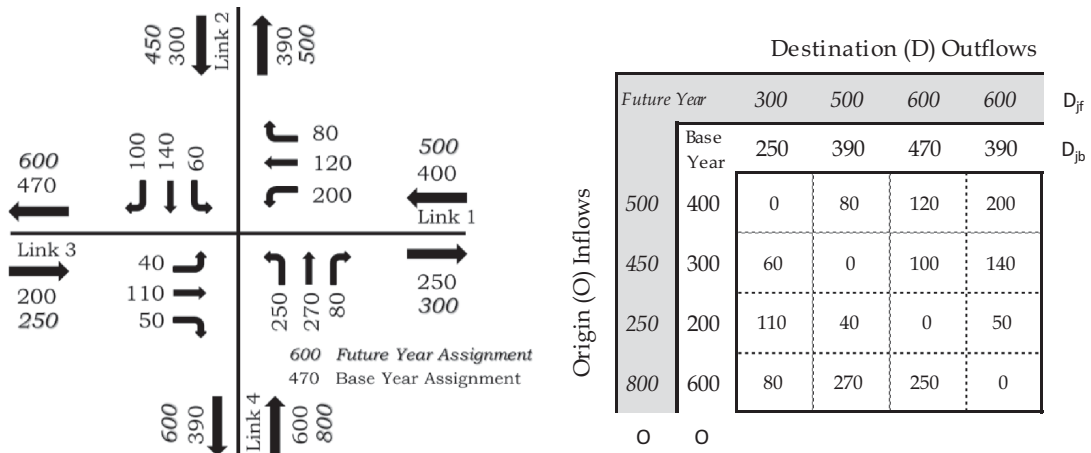 450
300
Link 2
390
500
100
140
60
80
120
200
600
470
500
400
Link 1
Link 3
200
250
40
110
50
250
270
80
250
300
600 Future Year Assignment
470 Base Year Assignment
600
390
Link 4
600
800
Destination (D) Outflows
Future Year 300 500 600 600 Djf
Base Year 250 390 470 390 Djb
Origin (O) Inflows
500 400 0 80 120 200
450 300 60 0 100 140
250 200 110 40 0 50
800 600 80 270 250 0
O O